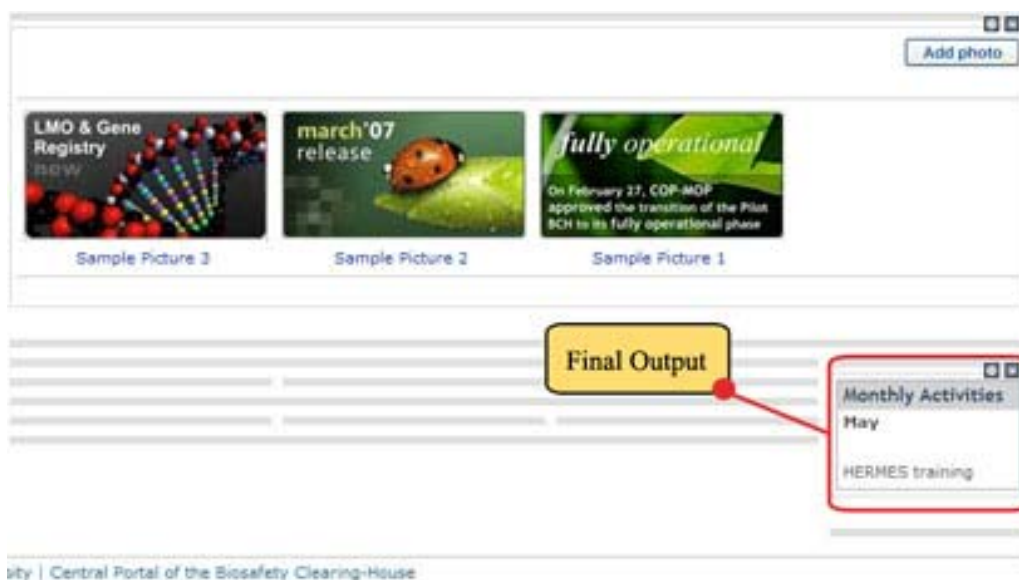 Add photo
LMO & Gene
Registry
now
march'07
release
fully operational
On February 27, COP-MOP
approved the transition of the Pilot
BCH to its fully operational phase
Sample Picture 3
Sample Picture 2
Sample Picture 1
Final Output
Monthly Activities
May
HERMES training
sity | Central Portal of the Biosafety Clearing-House